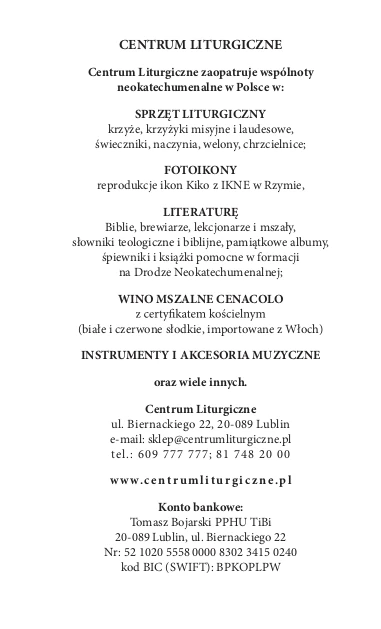 CENTRUM LITURGICZNE
Centrum Liturgiczne zaopatruje wspólnoty
neokatechumenalne w Polsce w:
SPRZĘT LITURGICZNY
krzyże, krzyżyki misyjne i laudesowe,
świeczniki, naczynia, welony, chrzcielnice;
FOTOIKONY
reprodukcje ikon Kiko z IKNE w Rzymie,
LITERATURĘ
Biblie, brewiarze, lekcjonarze i mszały,
słowniki teologiczne i biblijne, pamiątkowe albumy,
śpiewniki i książki pomocne w formacji
na Drodze Neokatechumenalnej;
WINO MSZALNE CENACOLO
z certyfikatem kościelnym
(białe i czerwone słodkie, importowane z Włoch)
INSTRUMENTY I AKCESORIA MUZYCZNE
oraz wiele innych.
Centrum Liturgiczne
ul. Biernackiego 22, 20-089 Lublin
e-mail: sklep@centrumliturgiczne.pl
tel.: 609 777 777; 81 748 20 00
www.centrumliturgiczne.pl
Konto bankowe:
Tomasz Bojarski PPHU TiBi
20-089 Lublin, ul. Biernackiego 22
Nr: 52 1020 5558 0000 8302 3415 0240
kod BIC (SWIFT): BPKOPLPW